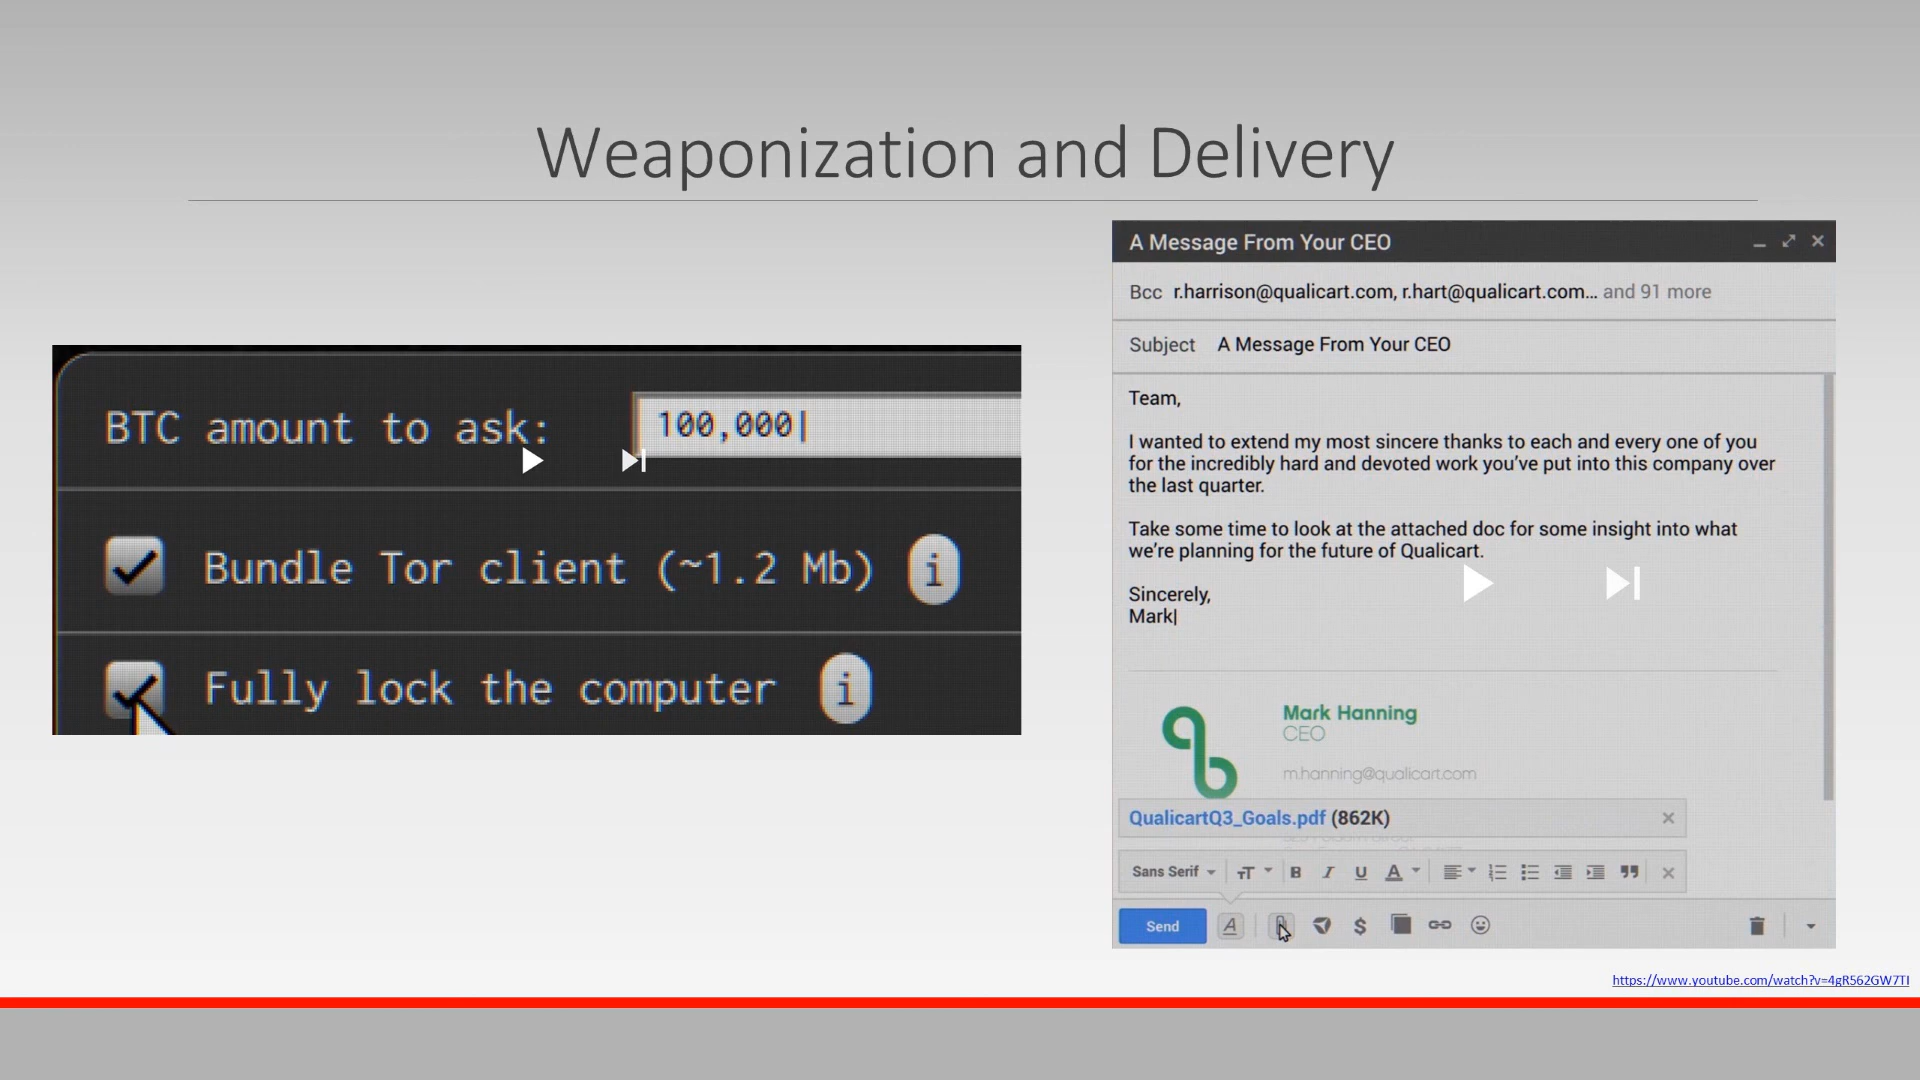 Weaponization and Delivery
BTC amount to ask: 100,000
Bundle Tor client (~1.2 Mb) i
Fully lock the computer i
A Message From Your CEO
Bcc r.harrison@qualicart.com, r.hart@qualicart.com... and 91 more
Subject A Message From Your CEO
Team,
I wanted to extend my most sincere thanks to each and every one of you
for the incredibly hard and devoted work you've put into this company over
the last quarter.
Take some time to look at the attached doc for some insight into what
we're planning for the future of Qualicart.
Sincerely,
Mark
Mark Hanning
CEO
m.hanning@qualicart.com
QualicartQ3_Goals.pdf (862K)
Sans Serif TT B I U A
Send A $
https://www.youtube.com/watch?v=4gR562GW7TI